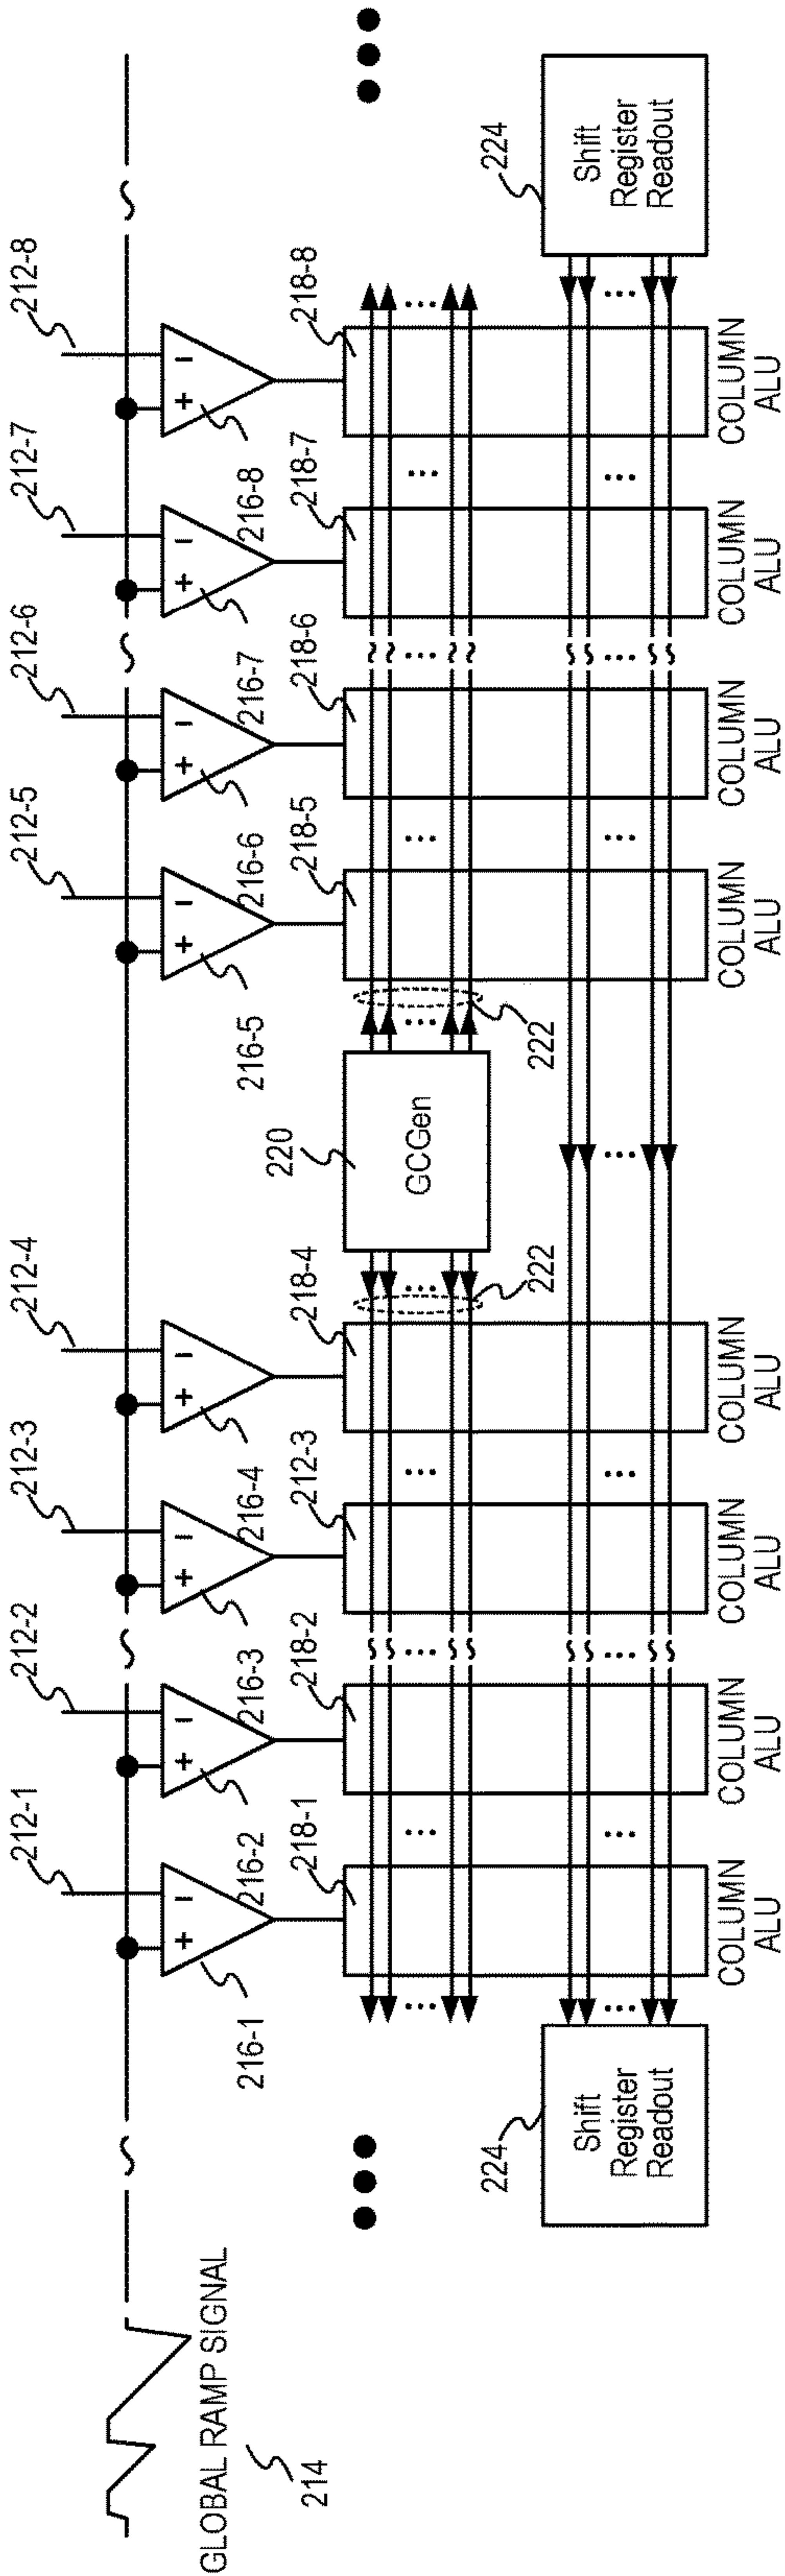 212-1
212-2
212-3
212-4
212-5
212-6
212-7
212-8
GLOBAL RAMP SIGNAL
214
−
+
−
+
−
+
−
+
−
+
−
+
−
+
−
+
216-1
216-2
216-3
216-4
216-5
216-6
216-7
216-8
218-1
218-2
212-3
218-4
220
218-5
218-6
218-7
218-8
GCGen
222
222
224
Shift
Register
Readout
224
Shift
Register
Readout
COLUMN
ALU
COLUMN
ALU
COLUMN
ALU
COLUMN
ALU
COLUMN
ALU
COLUMN
ALU
COLUMN
ALU
COLUMN
ALU